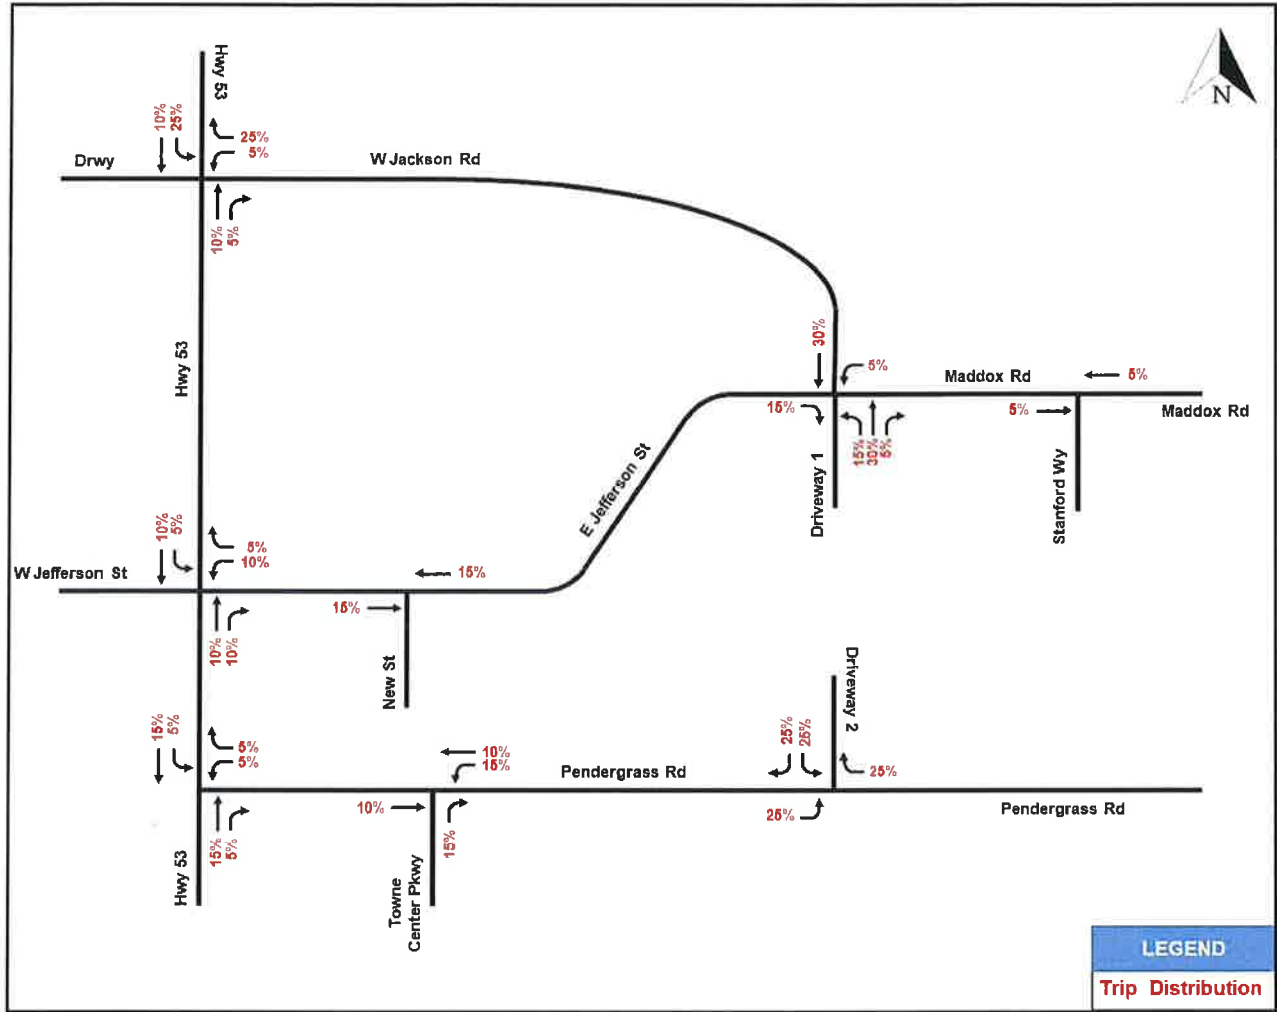 Hwy 53
N
10%
25%
25%
5%
Drwy
W Jackson Rd
10%
5%
Hwy 53
30%
5%
Maddox Rd
5%
15%
5%
Maddox Rd
15%
30%
5%
Driveway 1
Stanford Wy
E Jefferson St
10%
5%
5%
10%
W Jefferson St
15%
15%
10%
10%
New St
Driveway 2
15%
5%
5%
5%
10%
15%
25%
25%
Pendergrass Rd
25%
10%
25%
Pendergrass Rd
15%
5%
15%
Hwy 53
Towne
Center Pkwy
LEGEND
Trip Distribution